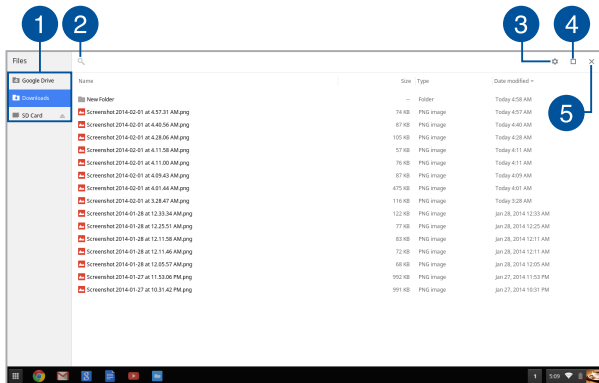 1
2
3
4
Files
Google Drive
Downloads
SD Card
5
Name Size Type Date modified
New Folder -- Folder Today 4:58 AM
Screenshot 2014-02-01 at 4.57.31 AM.png 74 KB PNG image Today 4:57 AM
Screenshot 2014-02-01 at 4.40.56 AM.png 87 KB PNG image Today 4:40 AM
Screenshot 2014-02-01 at 4.28.06 AM.png 105 KB PNG image Today 4:28 AM
Screenshot 2014-02-01 at 4.11.58 AM.png 57 KB PNG image Today 4:11 AM
Screenshot 2014-02-01 at 4.11.00 AM.png 76 KB PNG image Today 4:11 AM
Screenshot 2014-02-01 at 4.09.43 AM.png 87 KB PNG image Today 4:09 AM
Screenshot 2014-02-01 at 4.01.44 AM.png 475 KB PNG image Today 4:01 AM
Screenshot 2014-02-01 at 3.28.47 AM.png 116 KB PNG image Today 3:28 AM
Screenshot 2014-01-28 at 12.33.34 AM.png 122 KB PNG image Jan 28, 2014 12:33 AM
Screenshot 2014-01-28 at 12.25.51 AM.png 77 KB PNG image Jan 28, 2014 12:25 AM
Screenshot 2014-01-28 at 12.11.58 AM.png 83 KB PNG image Jan 28, 2014 12:11 AM
Screenshot 2014-01-28 at 12.11.46 AM.png 72 KB PNG image Jan 28, 2014 12:11 AM
Screenshot 2014-01-28 at 12.05.57 AM.png 68 KB PNG image Jan 28, 2014 12:05 AM
Screenshot 2014-01-27 at 11.53.06 PM.png 992 KB PNG image Jan 27, 2014 11:53 PM
Screenshot 2014-01-27 at 10.31.42 PM.png 991 KB PNG image Jan 27, 2014 10:31 PM
8 1 5:09